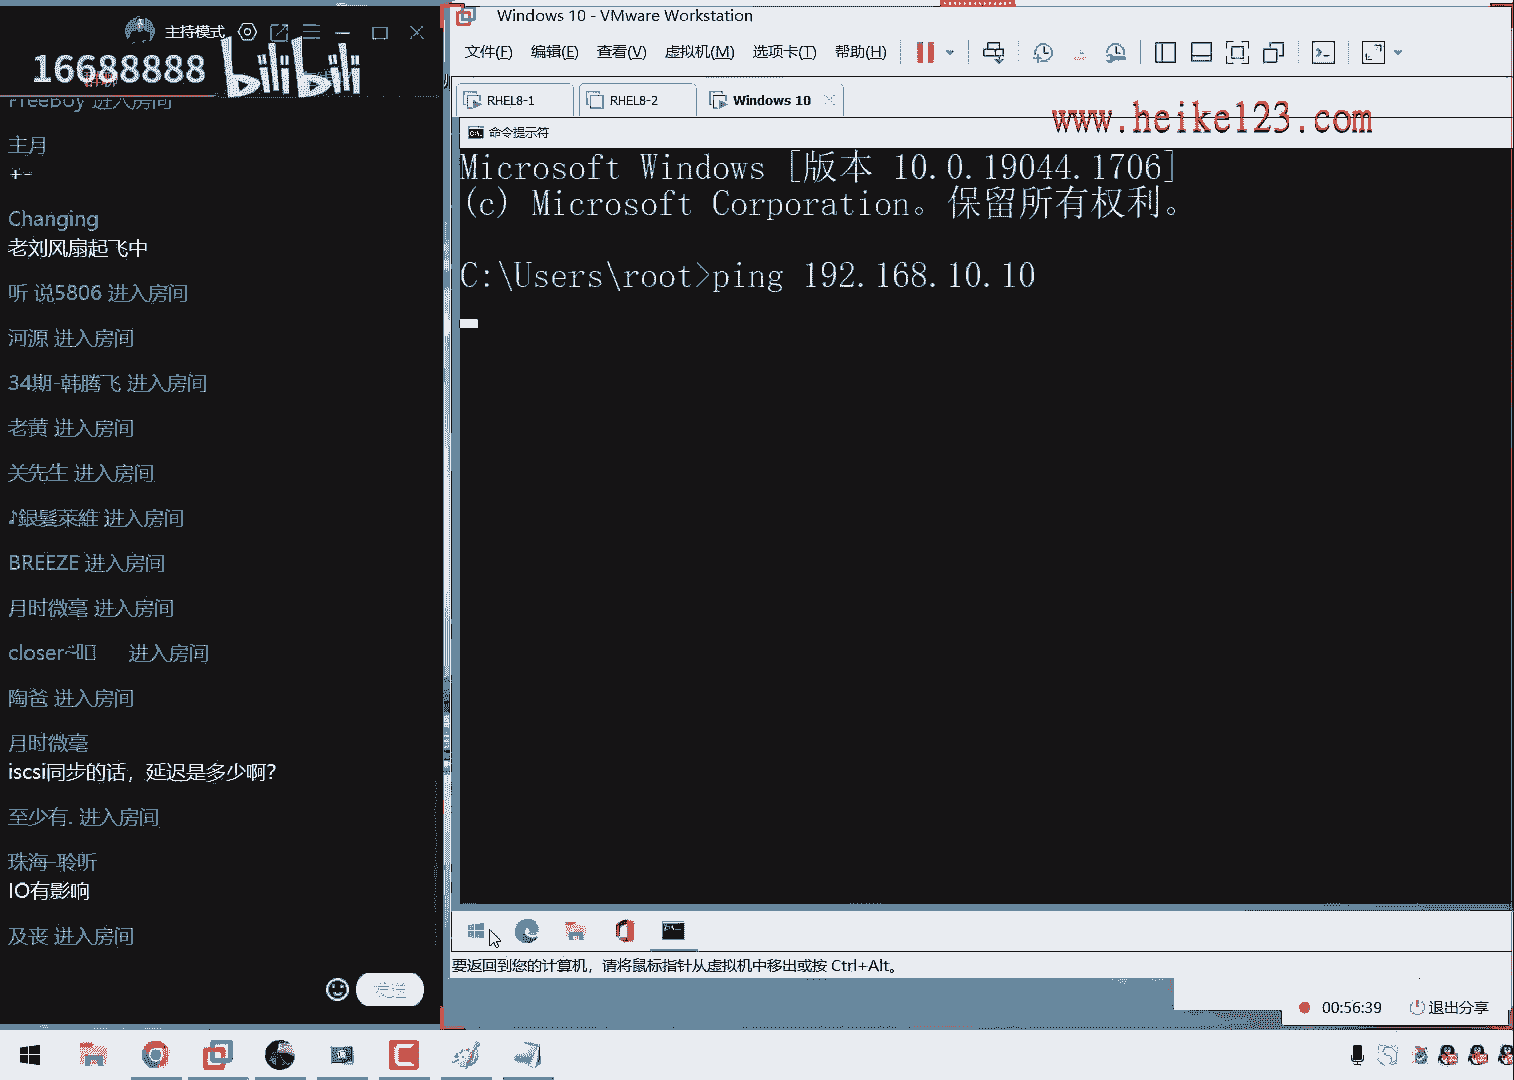 主持模式
16688888 bilibili
FreeBoy 进入房间
主月
+-
Changing
老刘风扇起飞中
听 说5806 进入房间
河源 进入房间
34期-韩腾飞 进入房间
老黄 进入房间
关先生 进入房间
♪銀髮萊維 进入房间
BREEZE 进入房间
月时微毫 进入房间
closer~ 进入房间
陶爸 进入房间
月时微毫
iscsi同步的话，延迟是多少啊？
至少有. 进入房间
珠海-聆听
IO有影响
及丧 进入房间
发送
Windows 10 - VMware Workstation
文件(F) 编辑(E) 查看(V) 虚拟机(M) 选项卡(T) 帮助(H)
RHEL8-1 RHEL8-2 Windows 10
www.heike123.com
命令提示符
Microsoft Windows [版本 10.0.19044.1706]
(c) Microsoft Corporation。保留所有权利。
C:\Users\root>ping 192.168.10.10
要返回到您的计算机，请将鼠标指针从虚拟机中移出或按 Ctrl+Alt。
00:56:39 退出分享